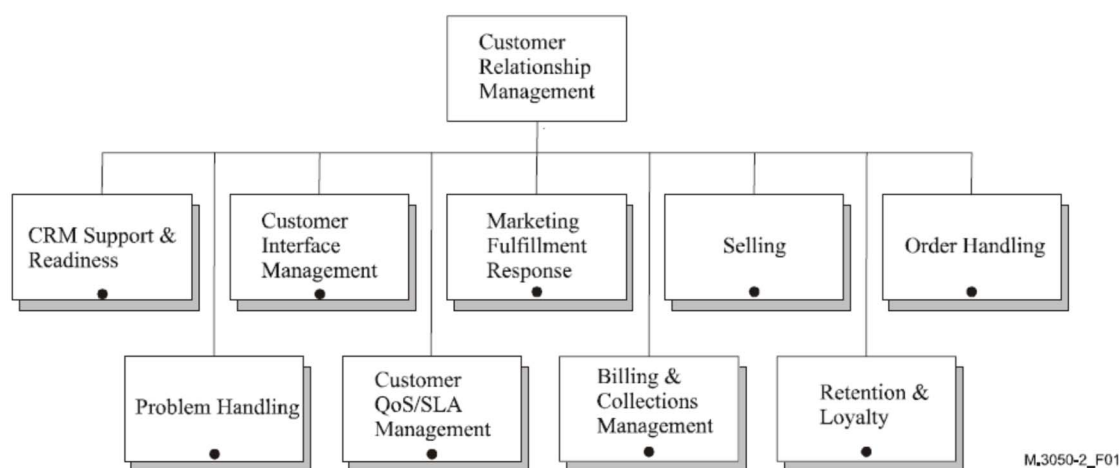 Customer
Relationship
Management
CRM Support &
Readiness
Customer
Interface
Management
Marketing
Fulfillment
Response
Selling
Order Handling
Problem Handling
Customer
QoS/SLA
Management
Billing &
Collections
Management
Retention &
Loyalty
M.3050-2_F01